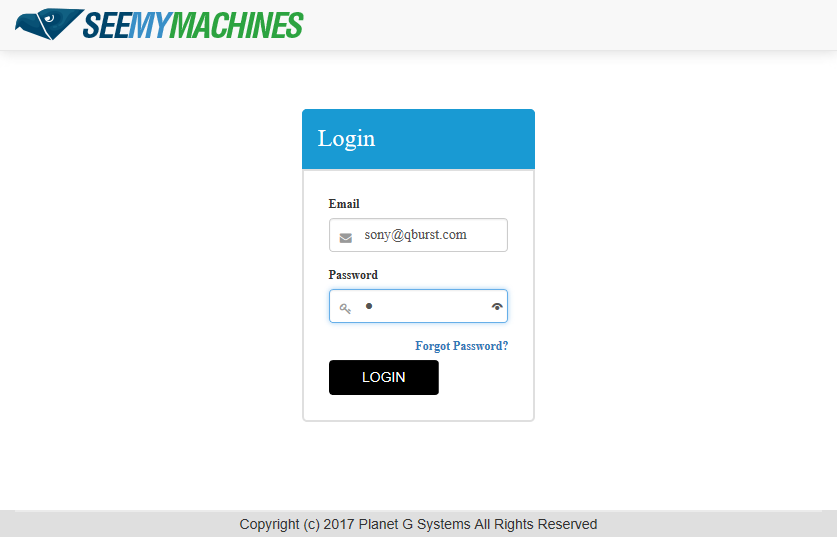 SEEMYMACHINES
Login
Email
sony@qburst.com
Password
Forgot Password?
LOGIN
Copyright (c) 2017 Planet G Systems All Rights Reserved